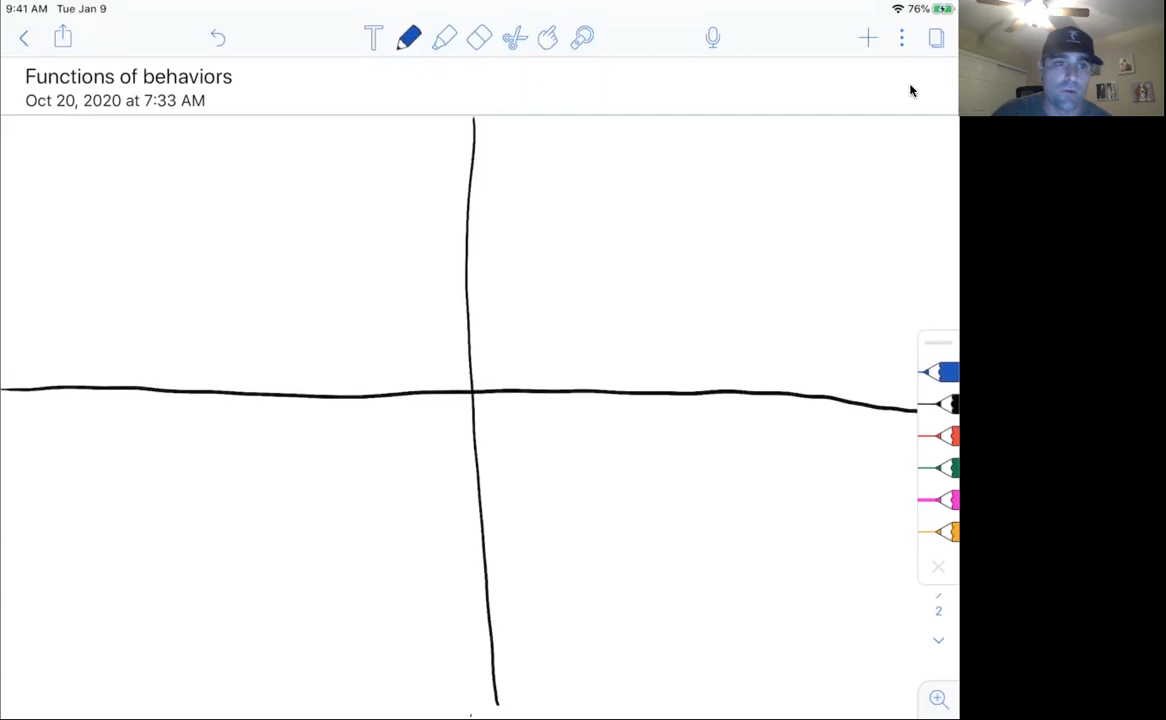 9:41 AM Tue Jan 9
76%
T
Functions of behaviors
Oct 20, 2020 at 7:33 AM
2